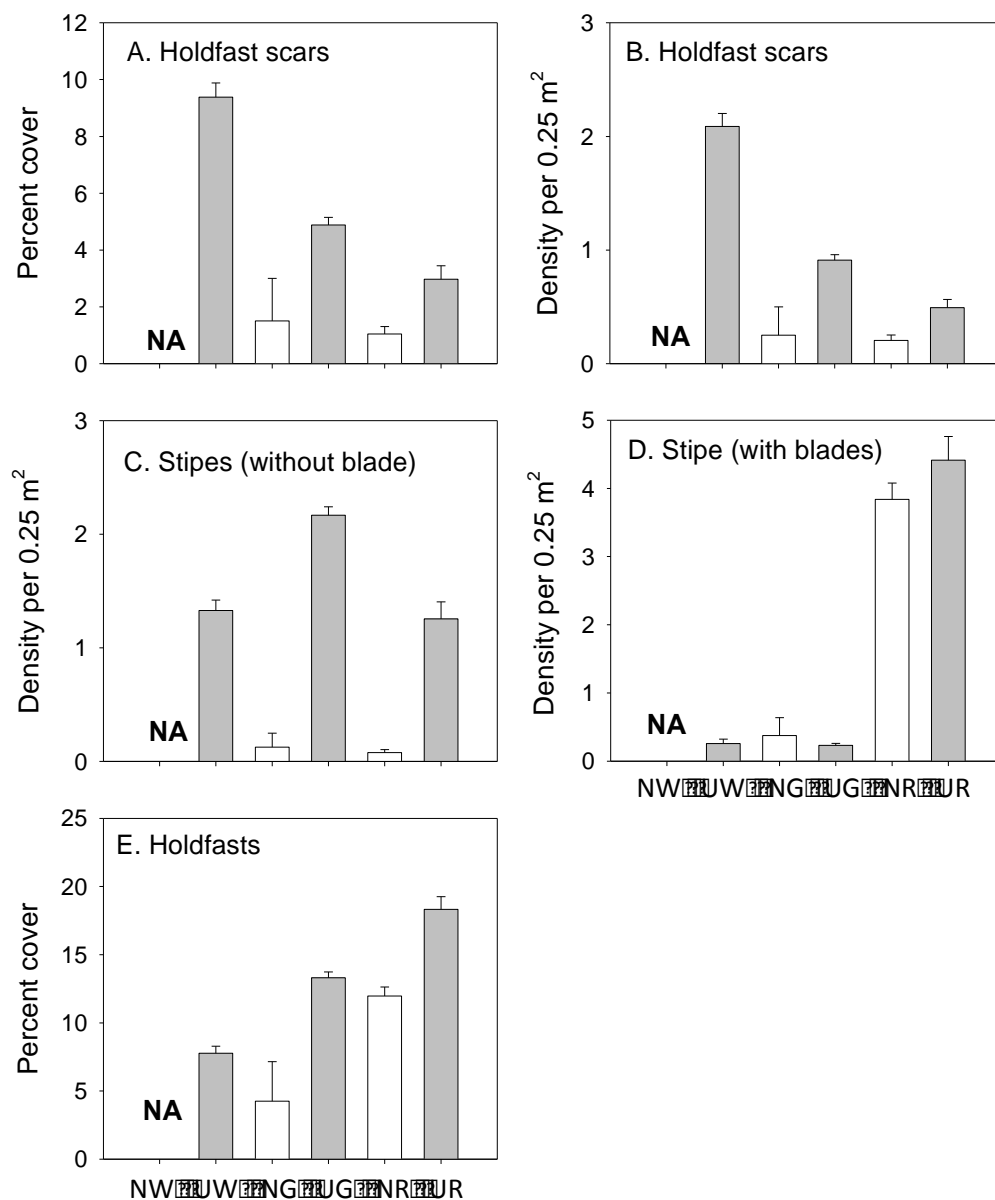 A. Holdfast scars
Percent cover
12
10
8
6
4
2
0
NA
B. Holdfast scars
Density per 0.25 m²
3
2
1
0
NA
C. Stipes (without blade)
Density per 0.25 m²
3
2
1
0
NA
D. Stipe (with blades)
Density per 0.25 m²
5
4
3
2
1
0
NA
NW UW NG UG NR UR
E. Holdfasts
Percent cover
25
20
15
10
5
0
NA
NW UW NG UG NR UR